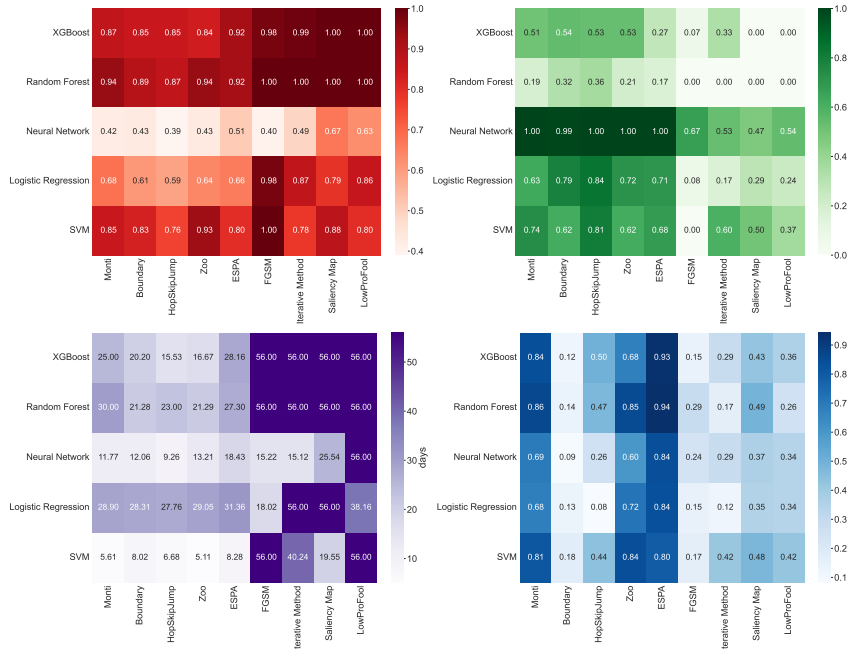 XGBoost 0.87 0.85 0.85 0.84 0.92 0.98 0.99 1.00 1.00
Random Forest 0.94 0.89 0.87 0.94 0.92 1.00 1.00 1.00 1.00
Neural Network 0.42 0.43 0.39 0.43 0.51 0.40 0.49 0.67 0.63
Logistic Regression 0.68 0.61 0.59 0.64 0.66 0.98 0.87 0.79 0.86
SVM 0.85 0.83 0.76 0.93 0.80 1.00 0.78 0.88 0.80
Monti
Boundary
HopSkipJump
Zoo
ESPA
FGSM
Iterative Method
Saliency Map
LowProFool
1.0
0.9
0.8
0.7
0.6
0.5
0.4
XGBoost 0.51 0.54 0.53 0.53 0.27 0.07 0.33 0.00 0.00
Random Forest 0.19 0.32 0.36 0.21 0.17 0.00 0.00 0.00 0.00
Neural Network 1.00 0.99 1.00 1.00 1.00 0.67 0.53 0.47 0.54
Logistic Regression 0.63 0.79 0.84 0.72 0.71 0.08 0.17 0.29 0.24
SVM 0.74 0.62 0.81 0.62 0.68 0.00 0.60 0.50 0.37
Monti
Boundary
HopSkipJump
Zoo
ESPA
FGSM
Iterative Method
Saliency Map
LowProFool
1.0
0.8
0.6
0.4
0.2
0.0
XGBoost 25.00 20.20 15.53 16.67 28.16 56.00 56.00 56.00 56.00
Random Forest 30.00 21.28 23.00 21.29 27.30 56.00 56.00 56.00 56.00
Neural Network 11.77 12.06 9.26 13.21 18.43 15.22 15.12 25.54 56.00
Logistic Regression 28.90 28.31 27.76 29.05 31.36 18.02 56.00 56.00 38.16
SVM 5.61 8.02 6.68 5.11 8.28 56.00 40.24 19.55 56.00
Monti
Boundary
HopSkipJump
Zoo
ESPA
FGSM
terative Method
Saliency Map
LowProFool
50
40
30
20
10
days
XGBoost 0.84 0.12 0.50 0.68 0.93 0.15 0.29 0.43 0.36
Random Forest 0.86 0.14 0.47 0.85 0.94 0.29 0.17 0.49 0.26
Neural Network 0.69 0.09 0.26 0.60 0.84 0.24 0.29 0.37 0.34
Logistic Regression 0.68 0.13 0.08 0.72 0.84 0.14 0.12 0.35 0.34
SVM 0.81 0.18 0.44 0.84 0.80 0.17 0.42 0.48 0.42
Monti
Boundary
HopSkipJump
Zoo
ESPA
FGSM
terative Method
Saliency Map
LowProFool
0.9
0.8
0.7
0.6
0.5
0.4
0.3
0.2
0.1